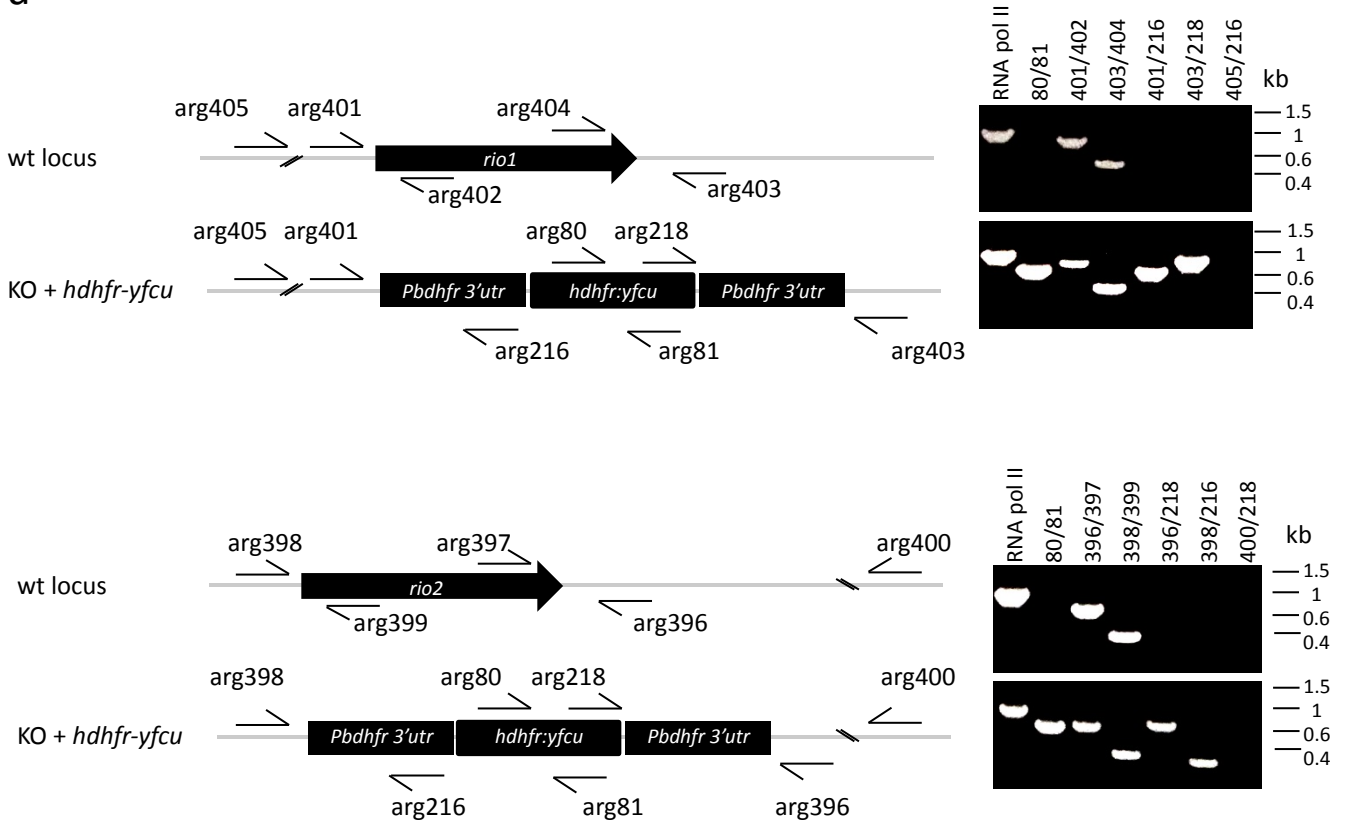 arg405 arg401 arg404
wt locus
rio1
arg402 arg403
arg405 arg401 arg80 arg218
KO + hdhfr-yfcu
Pbdhfr 3’utr hdhfr:yfcu Pbdhfr 3’utr
arg216 arg81 arg403
RNA pol II
80/81
401/402
403/404
401/216
403/218
405/216
kb
1.5
1
0.6
0.4
1.5
1
0.6
0.4
arg398 arg397 arg400
wt locus
rio2
arg399 arg396
arg398 arg80 arg218 arg400
KO + hdhfr-yfcu
Pbdhfr 3’utr hdhfr:yfcu Pbdhfr 3’utr
arg216 arg81 arg396
RNA pol II
80/81
396/397
398/399
396/218
398/216
400/218
kb
1.5
1
0.6
0.4
1.5
1
0.6
0.4